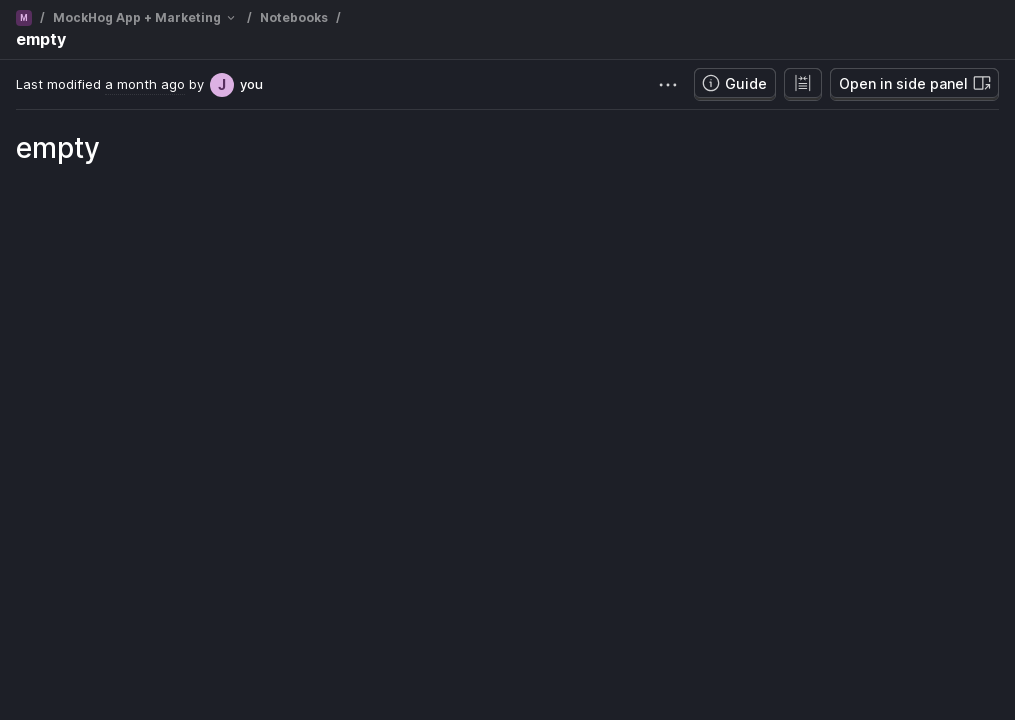 M / MockHog App + Marketing / Notebooks /
empty
Last modified a month ago by J you
Guide
Open in side panel
empty